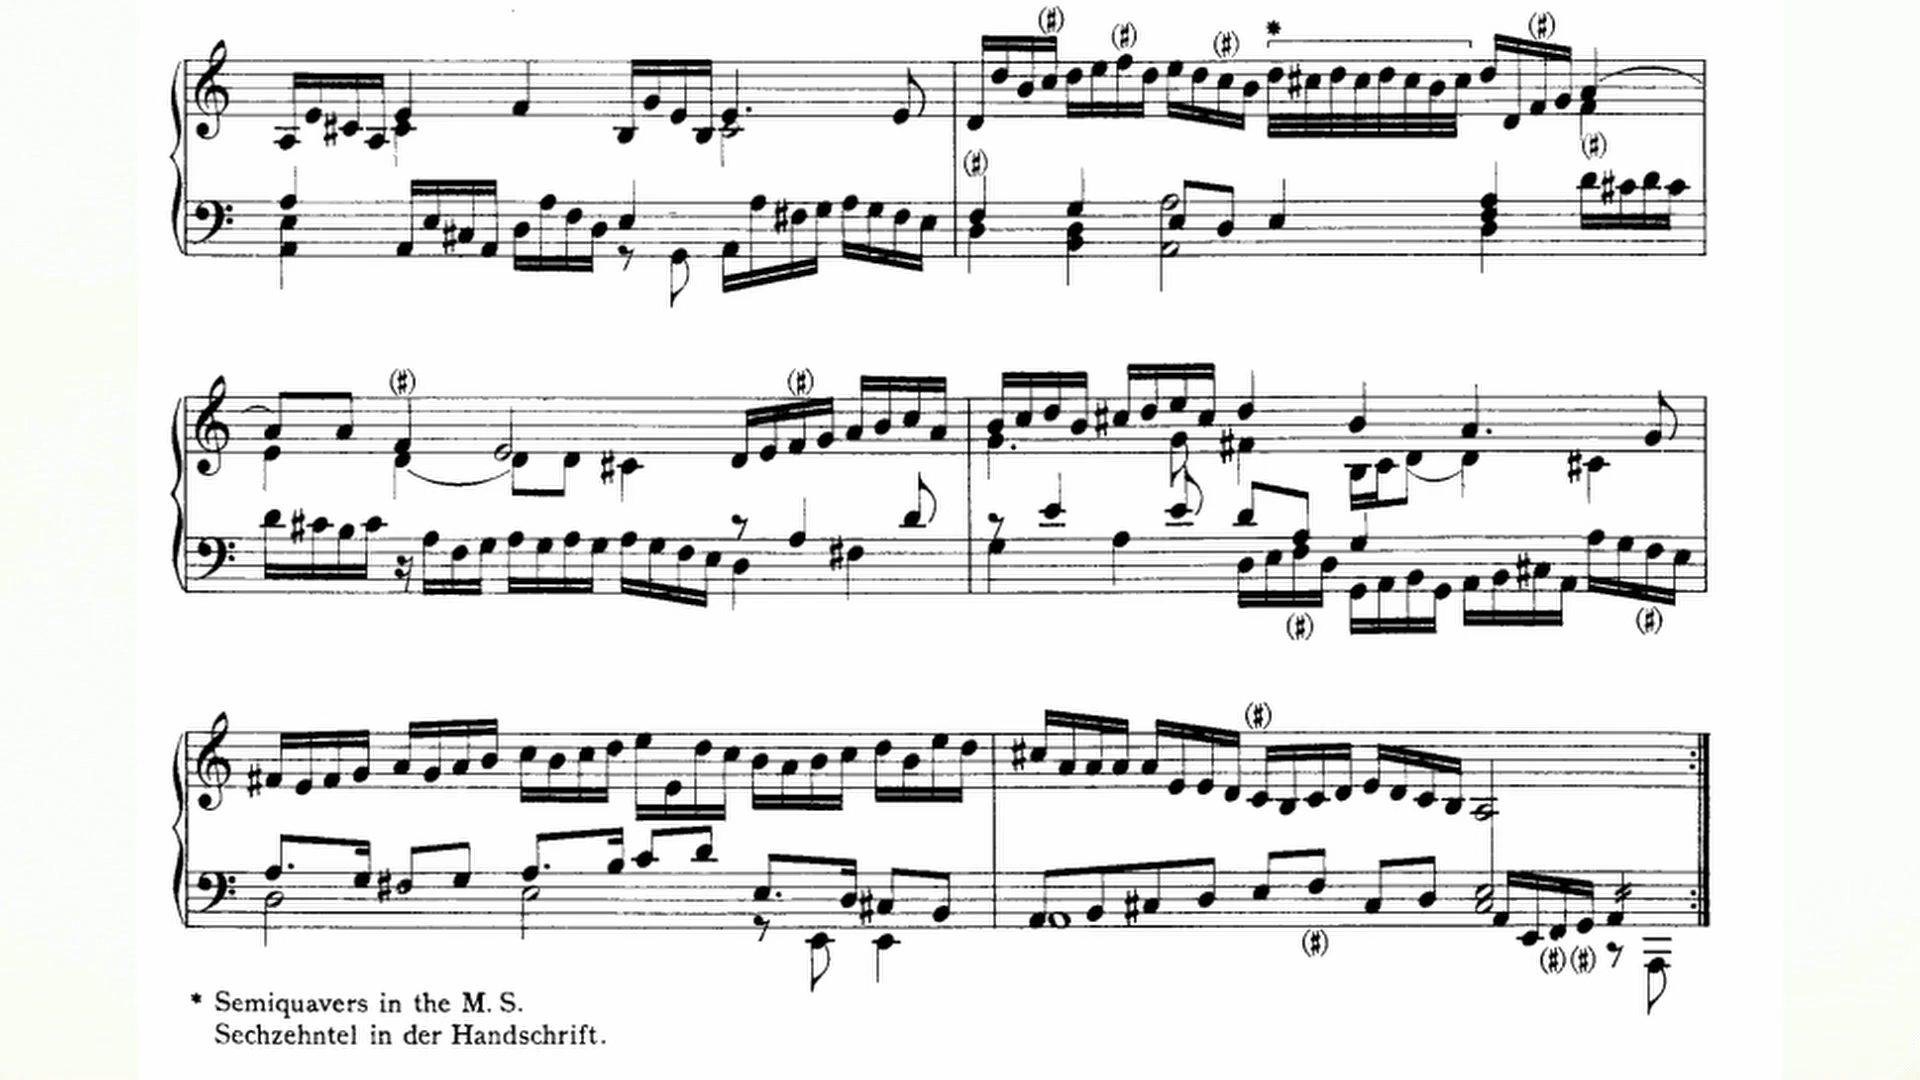 * Semiquavers in the M. S.
Sechzehntel in der Handschrift.